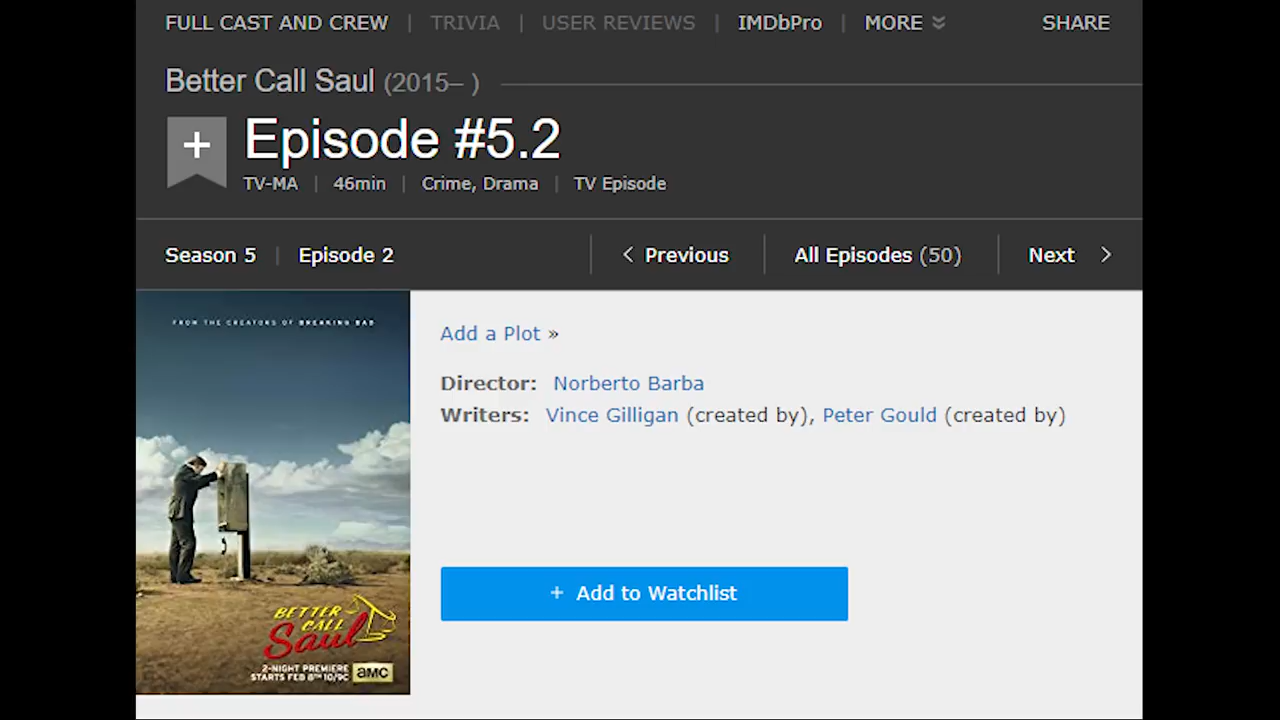 FULL CAST AND CREW | TRIVIA | USER REVIEWS | IMDbPro | MORE SHARE
Better Call Saul (2015– )
+ Episode #5.2
TV-MA | 46min | Crime, Drama | TV Episode
Season 5 | Episode 2 < Previous All Episodes (50) Next >
FROM THE CREATORS OF BREAKING BAD
Add a Plot »
Director: Norberto Barba
Writers: Vince Gilligan (created by), Peter Gould (created by)
+ Add to Watchlist
BETTER
CALL
Saul
2-NIGHT PREMIERE
STARTS FEB 8TH 10/9C aMC